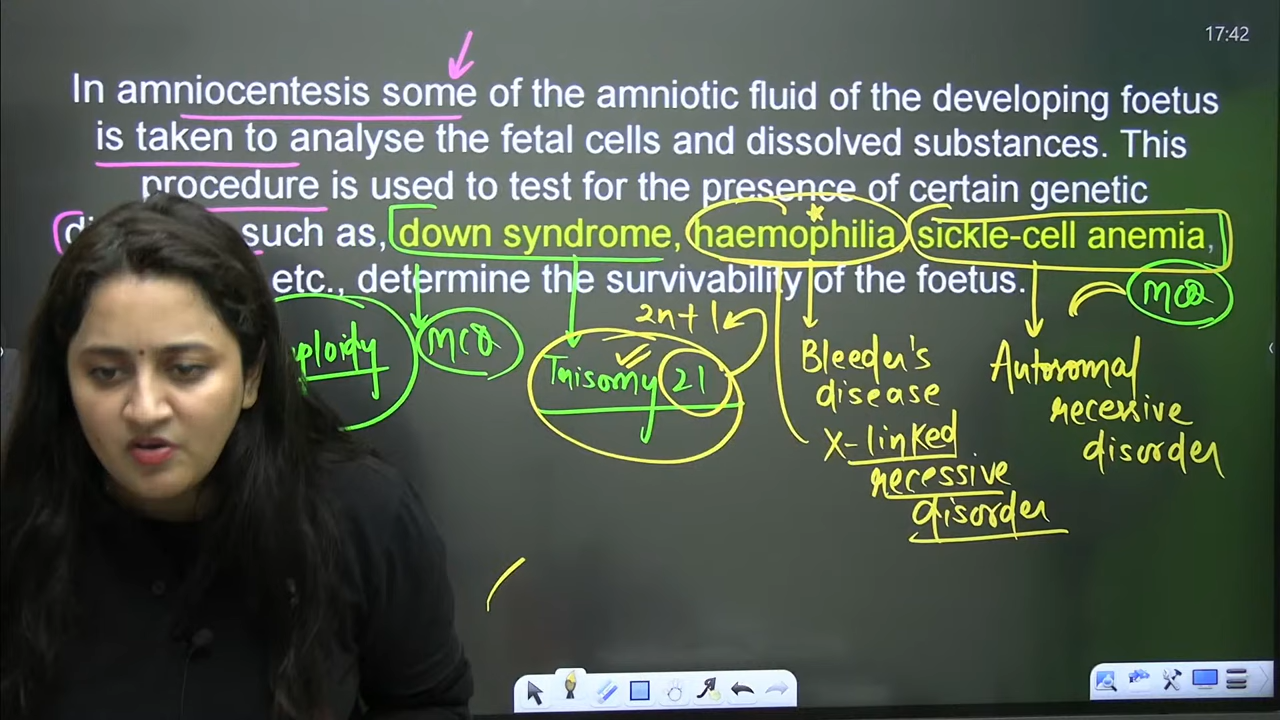 17:42
In amniocentesis some of the amniotic fluid of the developing foetus
is taken to analyse the fetal cells and dissolved substances. This
procedure is used to test for the presence of certain genetic
such as, down syndrome, haemophilia, sickle-cell anemia,
etc., determine the survivability of the foetus.
MCQ
2n+1
ploidy
MCQ
Trisomy 21
Bleeder's
disease
X-linked
recessive
disorder
Autosomal
recessive
disorder